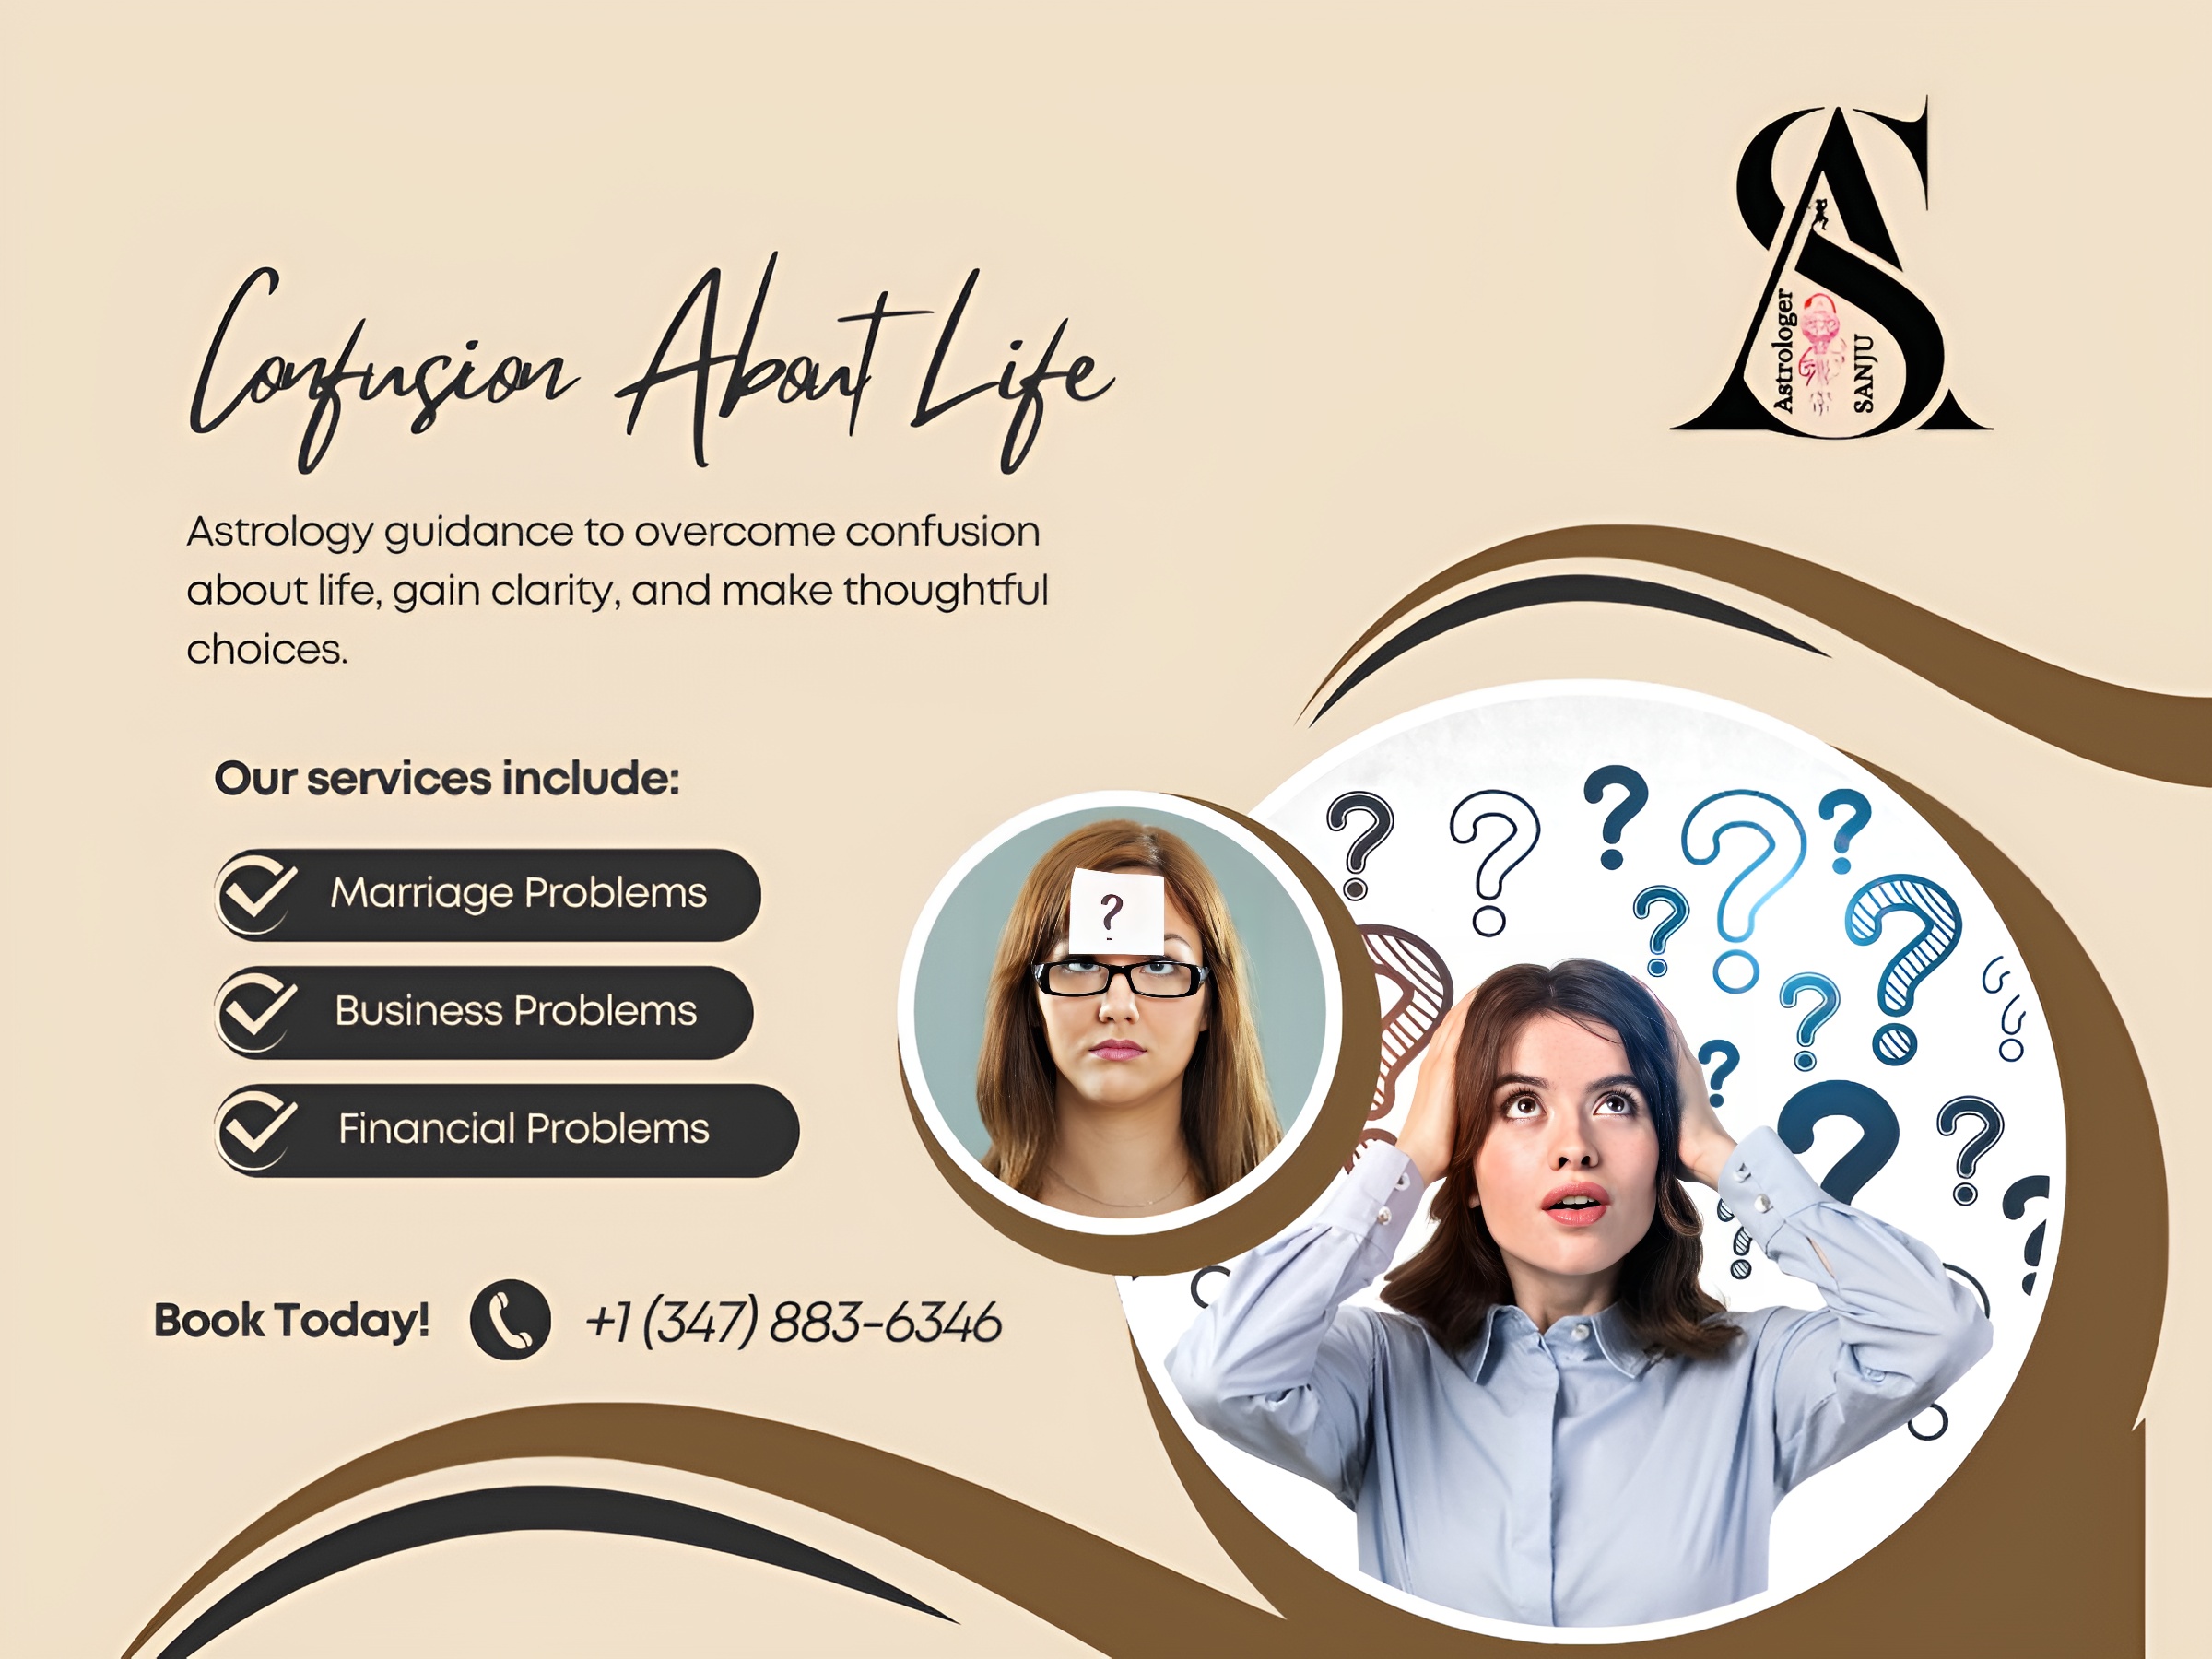 Astrologer
SANJU
Confusion About Life
Astrology guidance to overcome confusion
about life, gain clarity, and make thoughtful
choices.
Our services include:
Marriage Problems
Business Problems
Financial Problems
Book Today! +1 (347) 883-6346